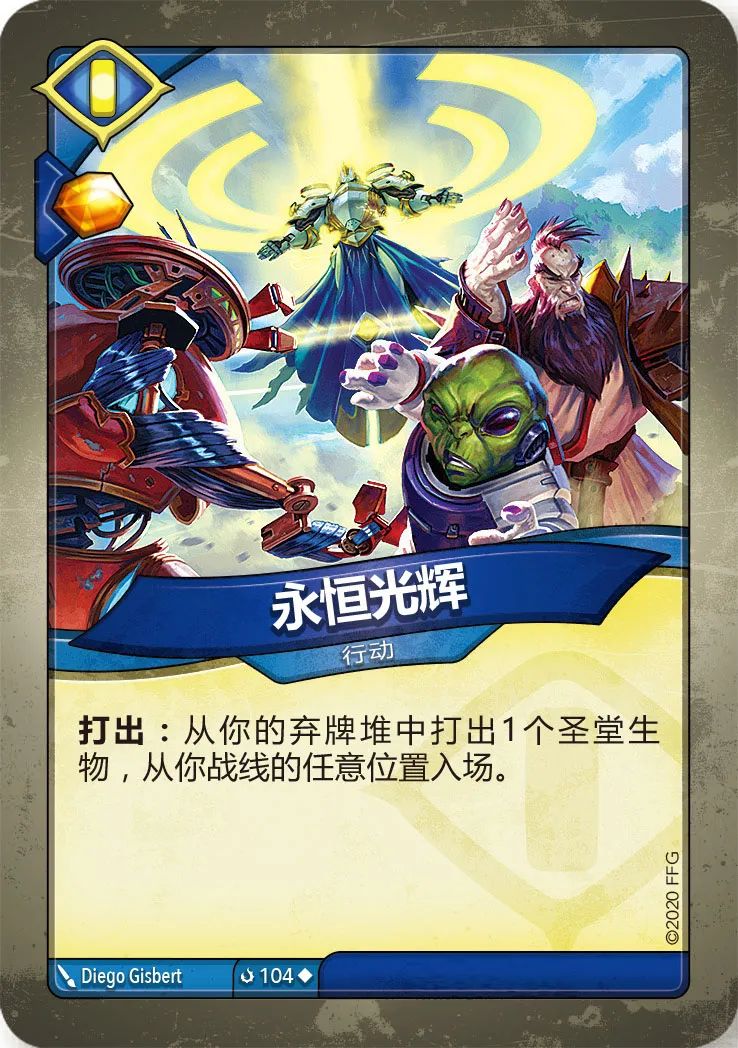 永恒光辉
行动
打出：从你的弃牌堆中打出1个圣堂生
物，从你战线的任意位置入场。
©2020 FFG
Diego Gisbert
104